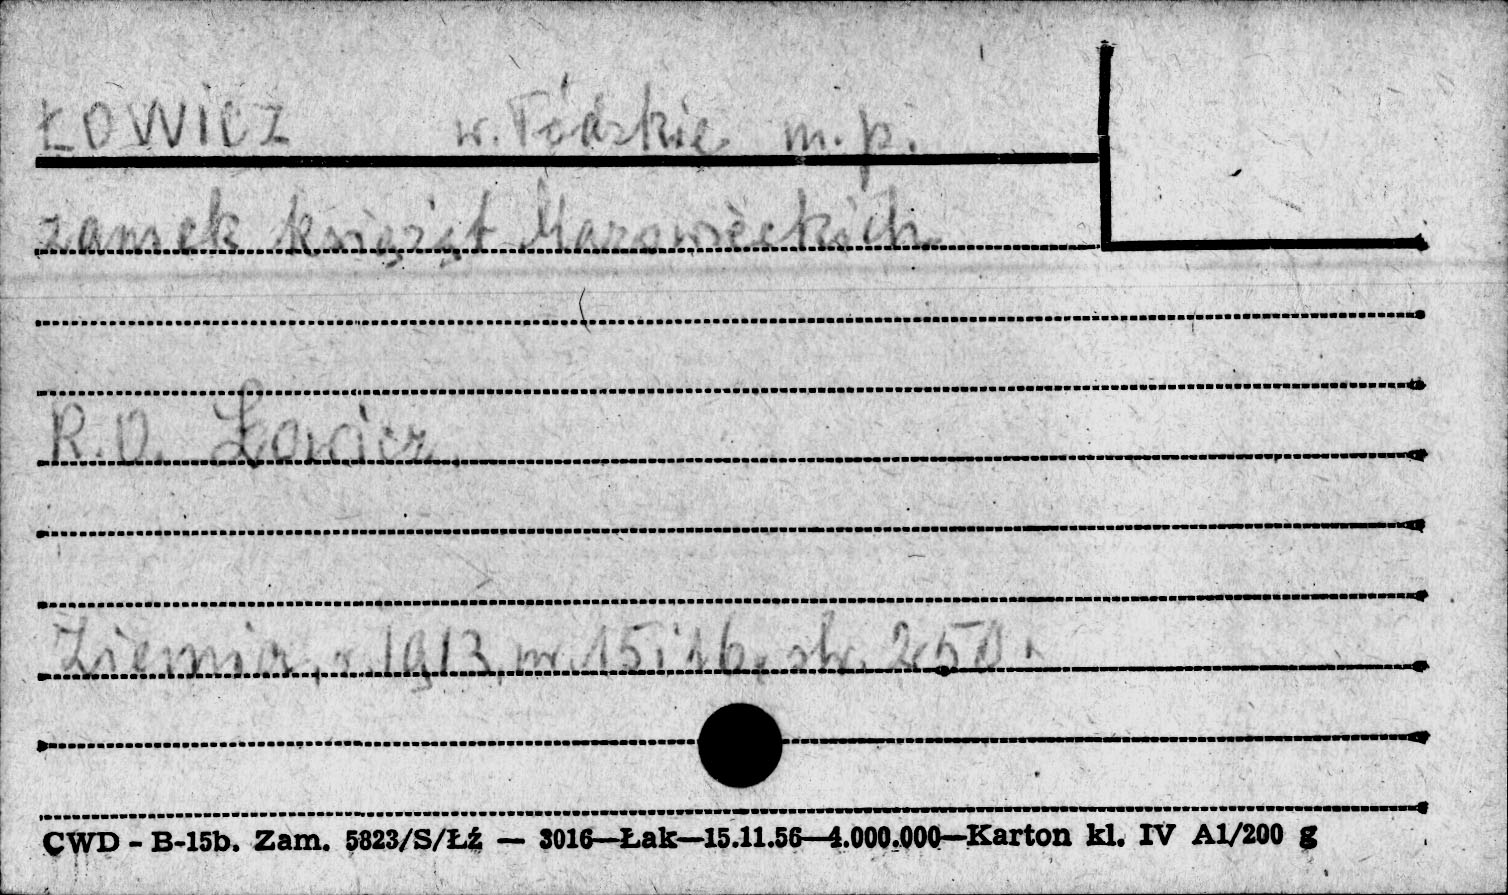 ŁOWICZ w. Łódzkie m. p.
zamek książąt Mazowieckich
R.O. Łowicz.
Ziemia, r. 1913, nr. 15 i 16, str. 250.
CWD - B-15b. Zam. 5823/S/Łź — 3016—Łak—15.11.56—4.000.000—Karton kl. IV A1/200 g